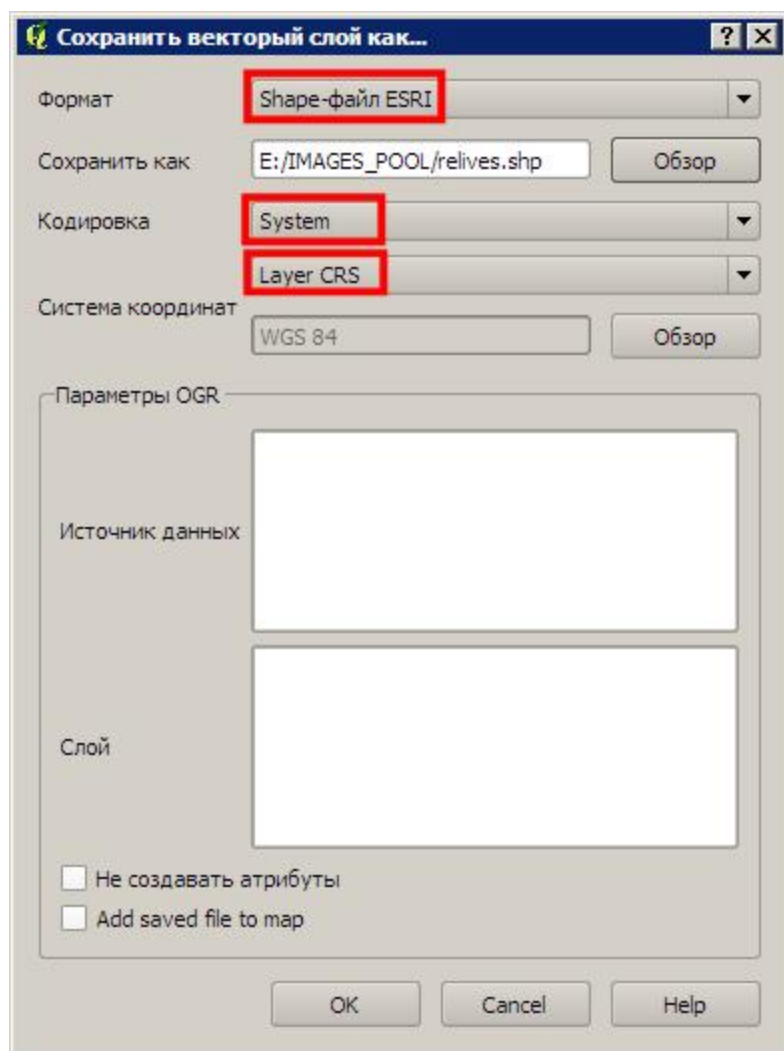 Сохранить векторый слой как...
Формат
Shape-файл ESRI
Сохранить как
E:/IMAGES_POOL/relives.shp
Обзор
Кодировка
System
Layer CRS
Система координат
WGS 84
Обзор
Параметры OGR
Источник данных
Слой
Не создавать атрибуты
Add saved file to map
OK
Cancel
Help